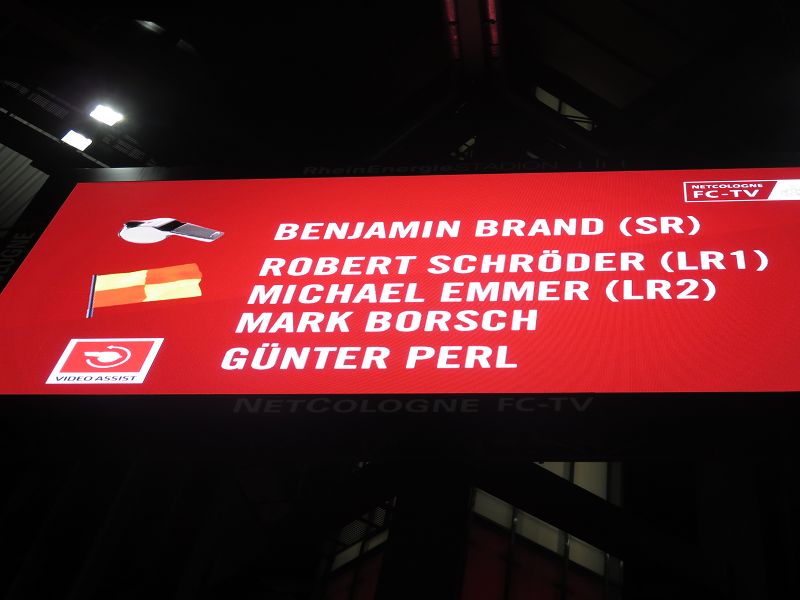 RheinEnergieSTADION
NETCOLOGNE
FC-TV
BENJAMIN BRAND (SR)
ROBERT SCHRÖDER (LR1)
MICHAEL EMMER (LR2)
MARK BORSCH
GÜNTER PERL
VIDEO ASSIST
NETCOLOGNE FC-TV